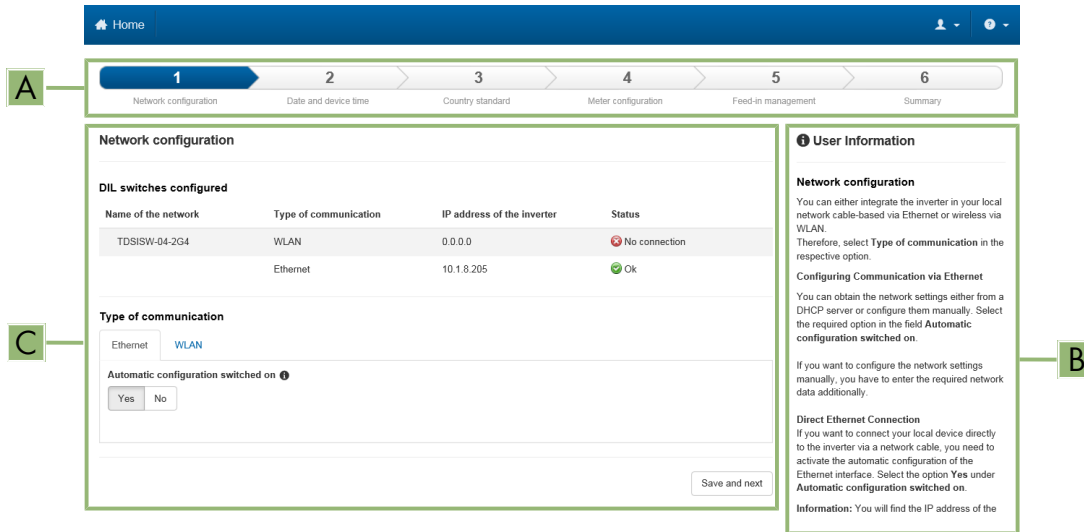 Home
A
1 2 3 4 5 6
Network configuration Date and device time Country standard Meter configuration Feed-in management Summary
Network configuration
DIL switches configured
Name of the network Type of communication IP address of the inverter Status
TDSISW-04-2G4 WLAN 0.0.0.0 No connection
Ethernet 10.1.8.205 Ok
Type of communication
C
Ethernet WLAN
Automatic configuration switched on
Yes No
Save and next
User Information
Network configuration
You can either integrate the inverter in your local
network cable-based via Ethernet or wireless via
WLAN.
Therefore, select Type of communication in the
respective option.
Configuring Communication via Ethernet
You can obtain the network settings either from a
DHCP server or configure them manually. Select
the required option in the field Automatic
configuration switched on.
B
If you want to configure the network settings
manually, you have to enter the required network
data additionally.
Direct Ethernet Connection
If you want to connect your local device directly
to the inverter via a network cable, you need to
activate the automatic configuration of the
Ethernet interface. Select the option Yes under
Automatic configuration switched on.
Information: You will find the IP address of the